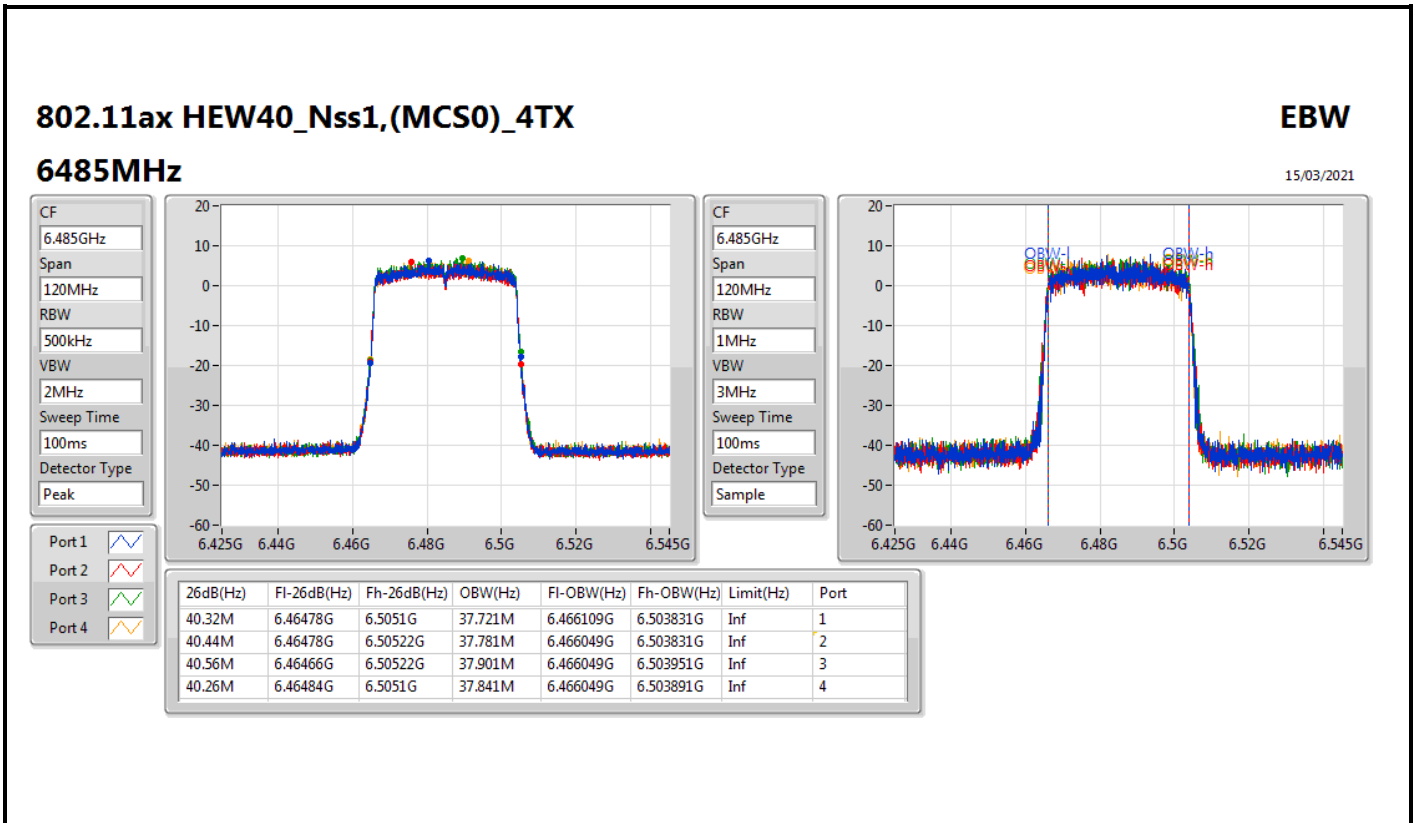 802.11ax HEW40_Nss1,(MCS0)_4TX
EBW
6485MHz
15/03/2021
CF
6.485GHz
Span
120MHz
RBW
500kHz
VBW
2MHz
Sweep Time
100ms
Detector Type
Peak
20
10
0
-10
-20
-30
-40
-50
-60
6.425G 6.44G 6.46G 6.48G 6.5G 6.52G 6.545G
CF
6.485GHz
Span
120MHz
RBW
1MHz
VBW
3MHz
Sweep Time
100ms
Detector Type
Sample
20
10
0
-10
-20
-30
-40
-50
-60
OBW-l OBW-h
6.425G 6.44G 6.46G 6.48G 6.5G 6.52G 6.545G
Port 1
Port 2
Port 3
Port 4
26dB(Hz) Fl-26dB(Hz) Fh-26dB(Hz) OBW(Hz) Fl-OBW(Hz) Fh-OBW(Hz) Limit(Hz) Port
40.32M 6.46478G 6.5051G 37.721M 6.466109G 6.503831G Inf 1
40.44M 6.46478G 6.50522G 37.781M 6.466049G 6.503831G Inf 2
40.56M 6.46466G 6.50522G 37.901M 6.466049G 6.503951G Inf 3
40.26M 6.46484G 6.5051G 37.841M 6.466049G 6.503891G Inf 4